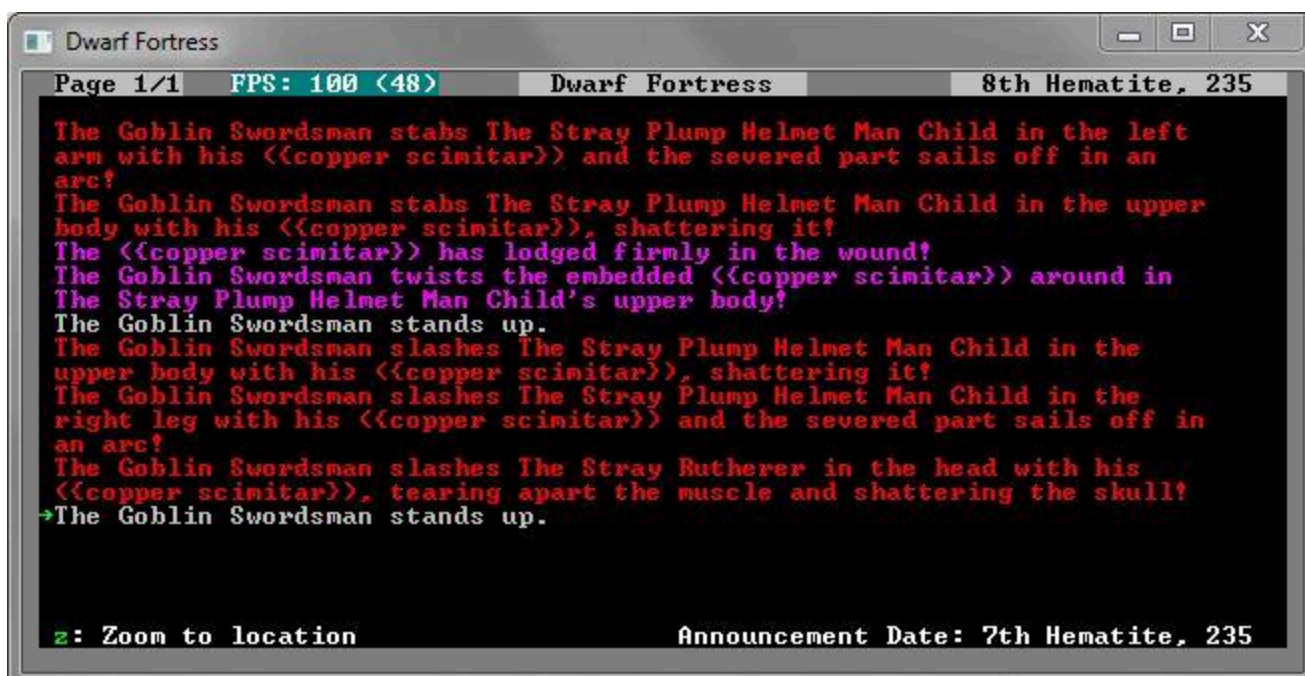 Dwarf Fortress
Page 1/1 FPS: 100 (48) Dwarf Fortress 8th Hematite, 235
The Goblin Swordsman stabs The Stray Plump Helmet Man Child in the left
arm with his ({copper scimitar}) and the severed part sails off in an
arc!
The Goblin Swordsman stabs The Stray Plump Helmet Man Child in the upper
body with his ({copper scimitar}), shattering it!
The ({copper scimitar}) has lodged firmly in the wound!
The Goblin Swordsman twists the embedded ({copper scimitar}) around in
The Stray Plump Helmet Man Child's upper body!
The Goblin Swordsman stands up.
The Goblin Swordsman slashes The Stray Plump Helmet Man Child in the
upper body with his ({copper scimitar}), shattering it!
The Goblin Swordsman slashes The Stray Plump Helmet Man Child in the
right leg with his ({copper scimitar}) and the severed part sails off in
an arc!
The Goblin Swordsman slashes The Stray Rutherer in the head with his
({copper scimitar}), tearing apart the muscle and shattering the skull!
→The Goblin Swordsman stands up.
z: Zoom to location Announcement Date: 7th Hematite, 235